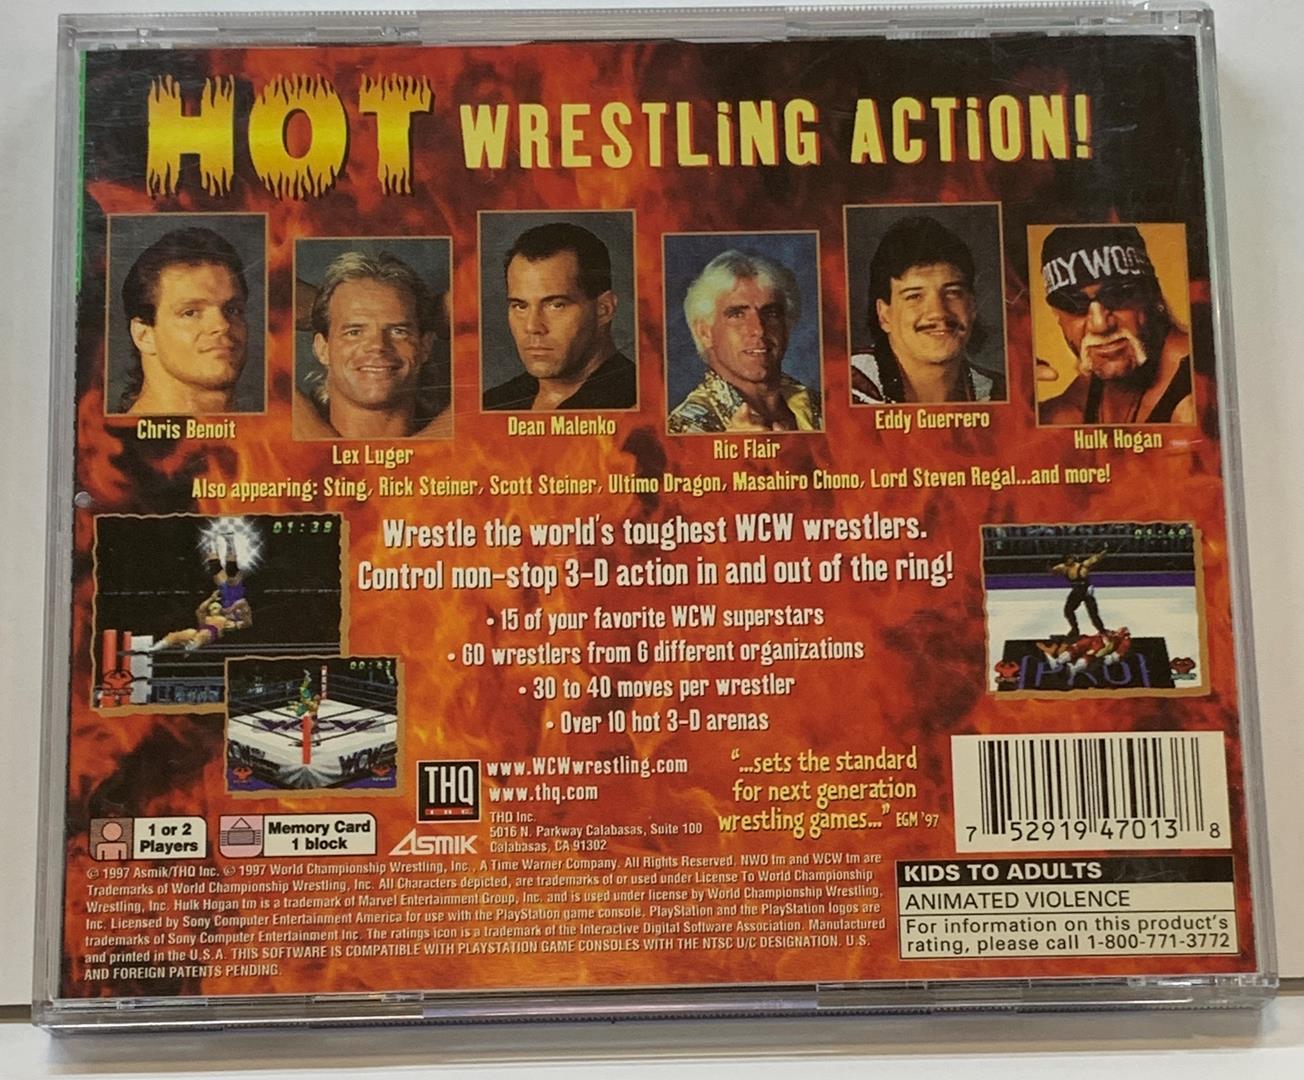 HOT WRESTLiNG ACTiON!
HOLLYWOOD
Chris Benoit
Lex Luger
Dean Malenko
Ric Flair
Eddy Guerrero
Hulk Hogan
Also appearing: Sting, Rick Steiner, Scott Steiner, Ultimo Dragon, Masahiro Chono, Lord Steven Regal...and more!
01:39
Wrestle the world's toughest WCW wrestlers.
Control non-stop 3-D action in and out of the ring!
• 15 of your favorite WCW superstars
• 60 wrestlers from 6 different organizations
• 30 to 40 moves per wrestler
• Over 10 hot 3-D arenas
WCW
WCW
[PRO]
THQ
INC
www.WCWwrestling.com
www.thq.com
THQ Inc.
5016 N. Parkway Calabasas, Suite 100
Calabasas, CA 91302
ASMIK
"...sets the standard
for next generation
wrestling games..." EGM '97
7 52919 47013 8
1 or 2
Players
Memory Card
1 block
© 1997 Asmik/THQ Inc. © 1997 World Championship Wrestling, Inc., A Time Warner Company. All Rights Reserved. NWO tm and WCW tm are
Trademarks of World Championship Wrestling, Inc. All Characters depicted, are trademarks of or used under License To World Championship
Wrestling, Inc. Hulk Hogan tm is a trademark of Marvel Entertainment Group, Inc. and is used under license by World Championship Wrestling,
Inc. Licensed by Sony Computer Entertainment America for use with the PlayStation game console. PlayStation and the PlayStation logos are
trademarks of Sony Computer Entertainment Inc. The ratings icon is a trademark of the Interactive Digital Software Association. Manufactured
and printed in the U.S.A. THIS SOFTWARE IS COMPATIBLE WITH PLAYSTATION GAME CONSOLES WITH THE NTSC U/C DESIGNATION. U.S.
AND FOREIGN PATENTS PENDING.
KIDS TO ADULTS
ANIMATED VIOLENCE
For information on this product's
rating, please call 1-800-771-3772